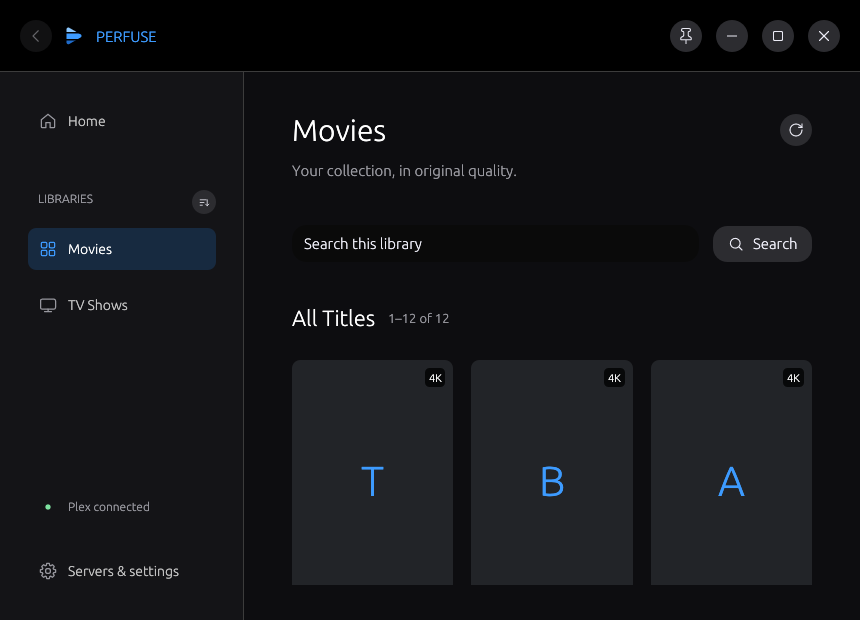 PERFUSE
Home
LIBRARIES
Movies
TV Shows
Plex connected
Servers & settings
Movies
Your collection, in original quality.
Search this library
Search
All Titles 1–12 of 12
4K 4K 4K
T B A